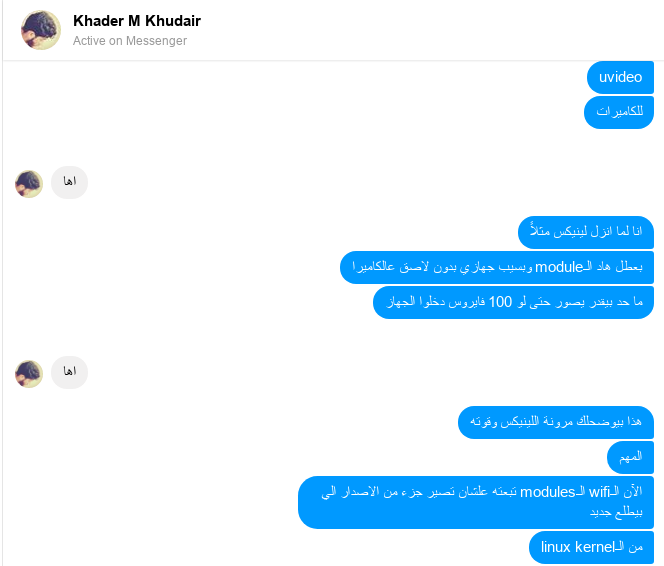 Khader M Khudair
Active on Messenger
uvideo
للكاميرات
اها
انا لما انزل لينيكس مثلاً
بعطل هاد الـmodule وبسيب جهازي بدون لاصق عالكاميرا
ما حد بيقدر يصور حتى لو 100 فايروس دخلوا الجهاز
اها
هذا بيوضحلك مرونة اللينيكس وقوته
المهم
الآن الـwifi الـmodules تبعته علشان تصير جزء من الاصدار الي
بيطلع جديد
من الـlinux kernel